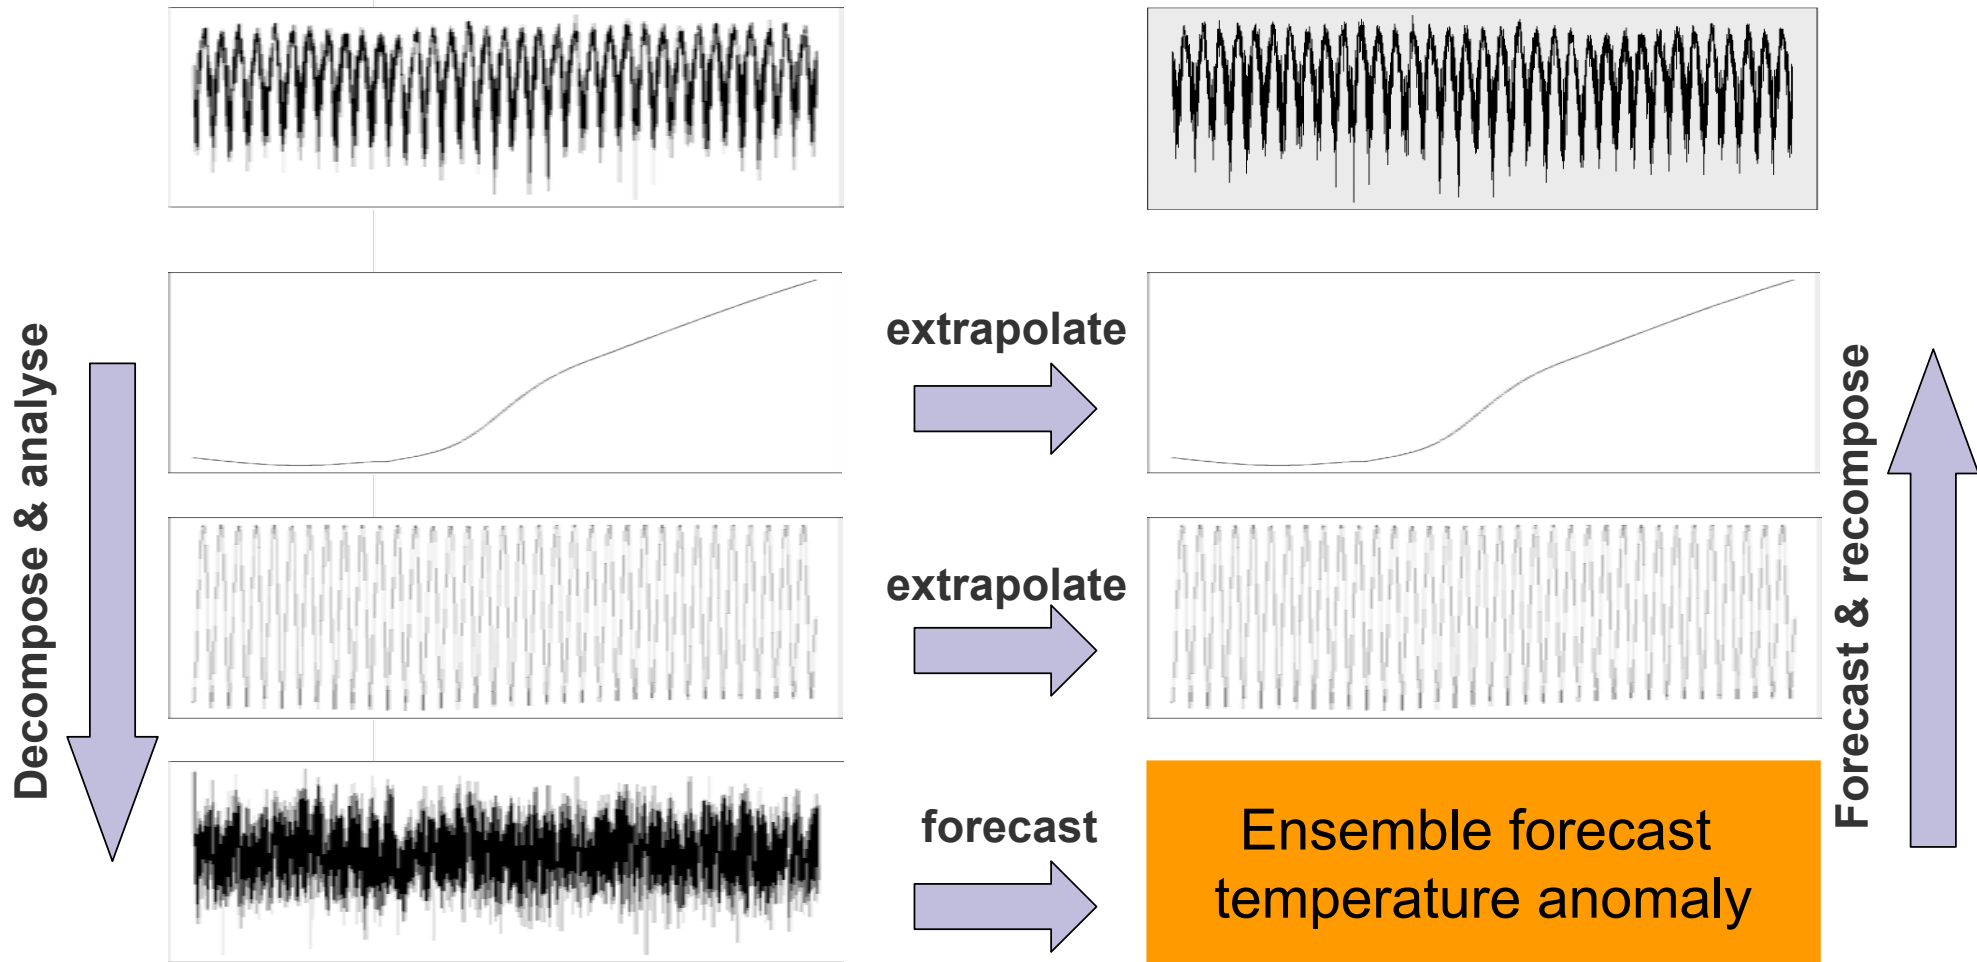 Decompose & analyse
extrapolate
extrapolate
forecast
Ensemble forecast
temperature anomaly
Forecast & recompose